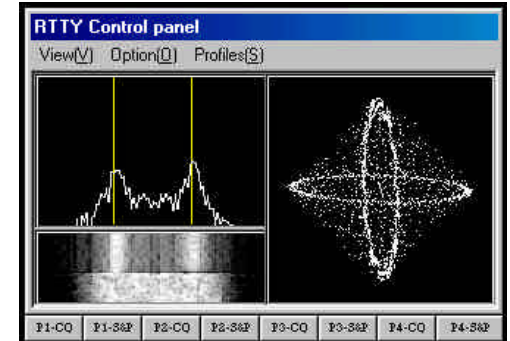 RTTY Control panel
View(V) Option(O) Profiles(S)
P1-CQ P1-S&P P2-CQ P2-S&P P3-CQ P3-S&P P4-CQ P4-S&P